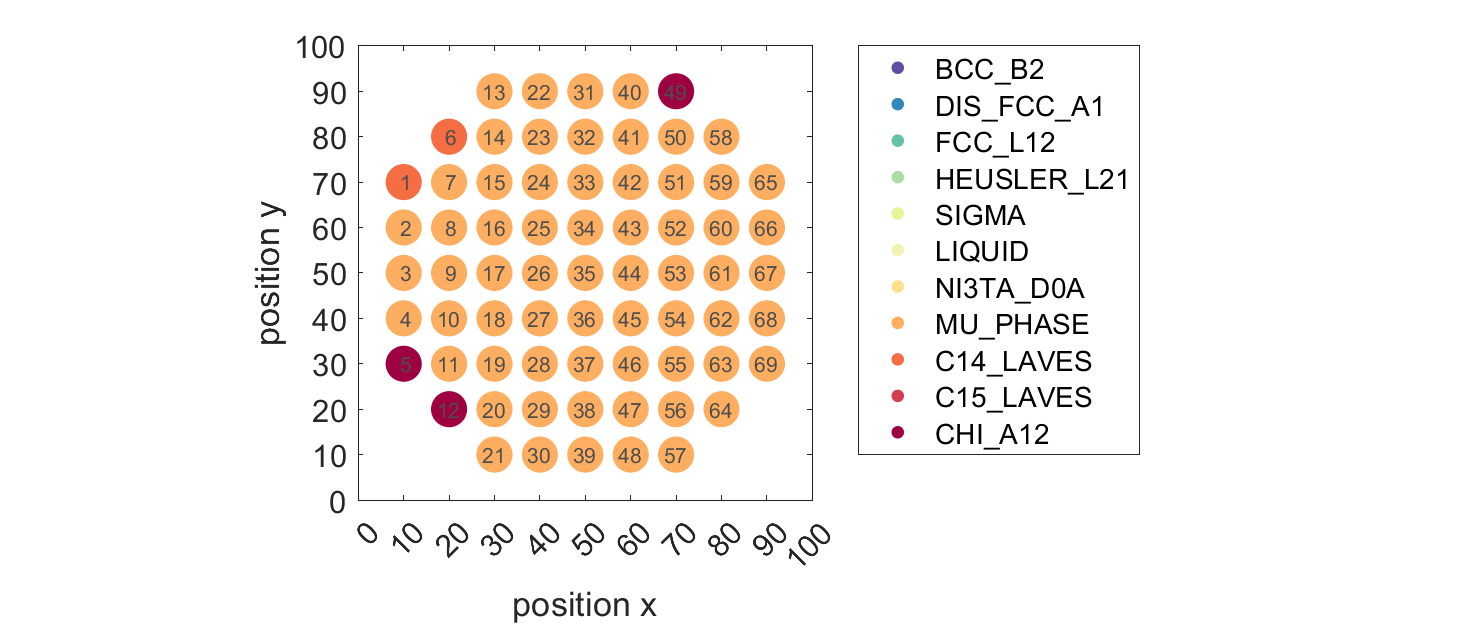 100
90
80
70
60
50
40
30
20
10
0
position y
13 22 31 40 49
6 14 23 32 41 50 58
1 7 15 24 33 42 51 59 65
2 8 16 25 34 43 52 60 66
3 9 17 26 35 44 53 61 67
4 10 18 27 36 45 54 62 68
5 11 19 28 37 46 55 63 69
12 20 29 38 47 56 64
21 30 39 48 57
0 10 20 30 40 50 60 70 80 90 100
position x
BCC_B2
DIS_FCC_A1
FCC_L12
HEUSLER_L21
SIGMA
LIQUID
NI3TA_D0A
MU_PHASE
C14_LAVES
C15_LAVES
CHI_A12